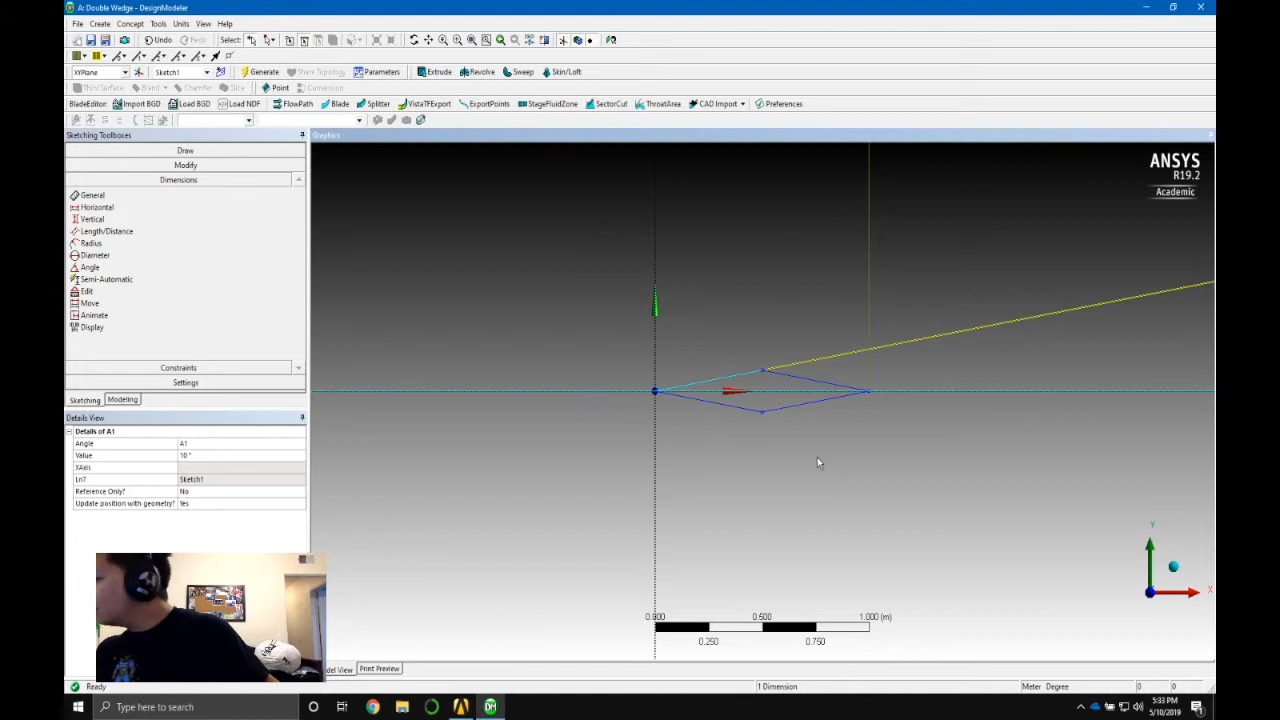 A: Double Wedge - DesignModeler
File Create Concept Tools Units View Help
Undo Redo Select:
XYPlane Sketch1 Generate Share Topology Parameters Extrude Revolve Sweep Skin/Loft
Thin/Surface Blend Chamfer Slice Point Conversion
BladeEditor: Import BGD Load BGD Load NDF FlowPath Blade Splitter VistaTFExport ExportPoints StageFluidZone SectorCut ThroatArea CAD Import Preferences
Sketching Toolboxes
Graphics
Draw
Modify
Dimensions
General
Horizontal
Vertical
Length/Distance
Radius
Diameter
Angle
Semi-Automatic
Edit
Move
Animate
Display
Constraints
Settings
Sketching Modeling
Details View
Details of A1
Angle A1
Value 10 °
XAxis
Ln7 Sketch1
Reference Only? No
Update position with geometry? Yes
ANSYS
R19.2
Academic
Y
X
0.000 0.500 1.000 (m)
0.250 0.750
del View Print Preview
Ready 1 Dimension Meter Degree 0 0
Type here to search
DM
5:33 PM
5/10/2019